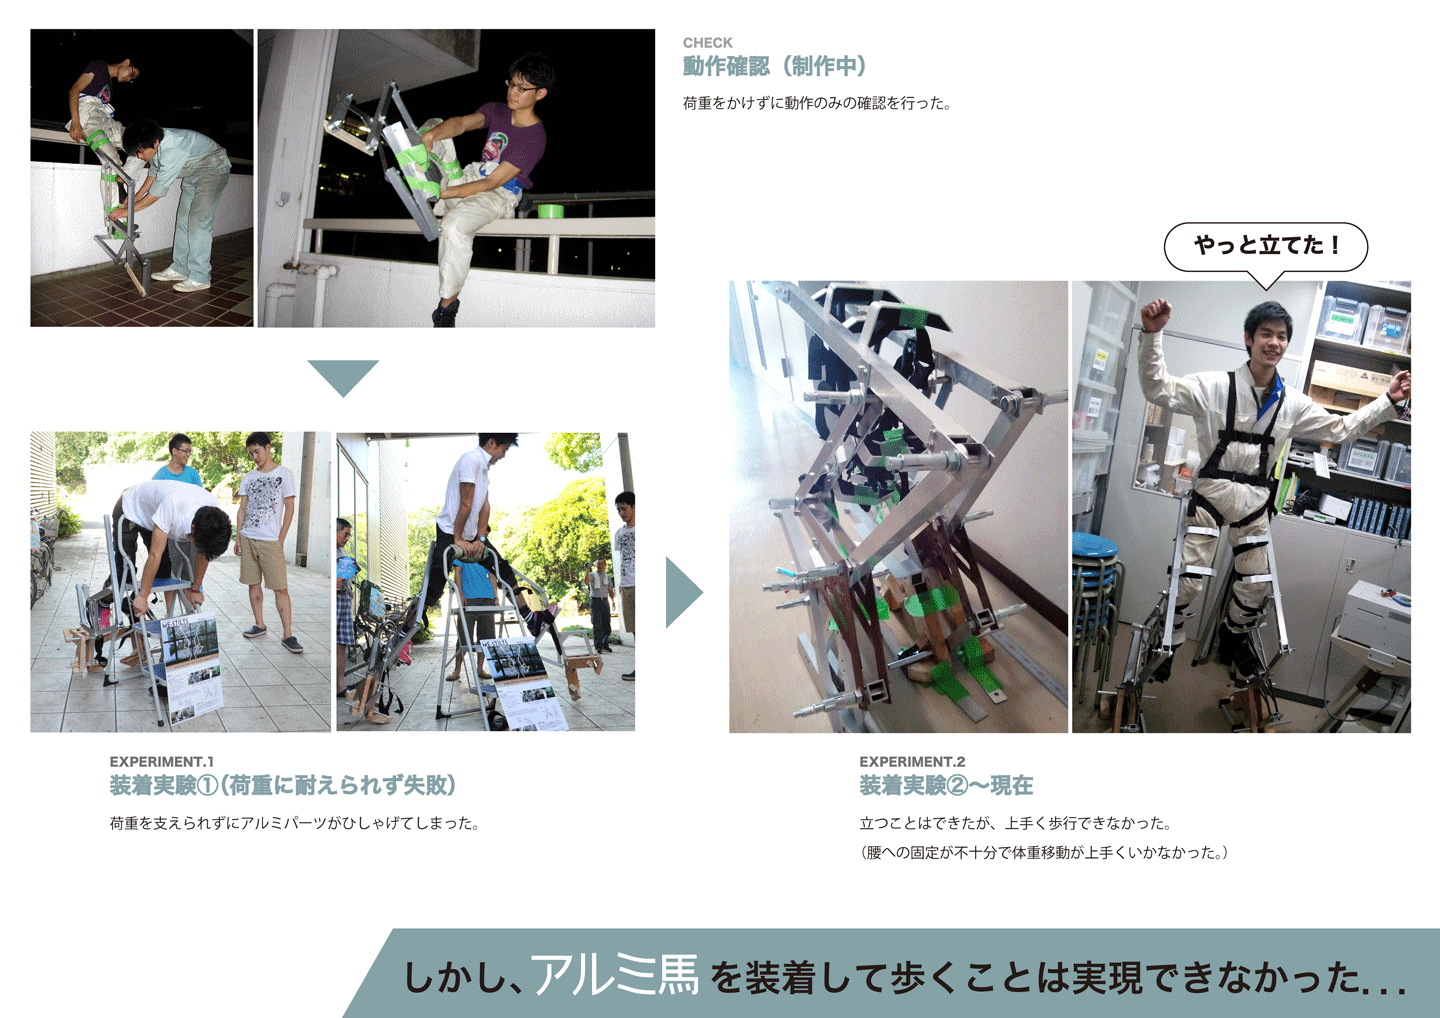 CHECK
動作確認（制作中）
荷重をかけずに動作のみの確認を行った。
やっと立てた！
EXPERIMENT.1
装着実験①（荷重に耐えられず失敗）
荷重を支えられずにアルミパーツがひしゃげてしまった。
EXPERIMENT.2
装着実験②〜現在
立つことはできたが、上手く歩行できなかった。
（腰への固定が不十分で体重移動が上手くいかなかった。）
しかし、アルミ馬を装着して歩くことは実現できなかった...